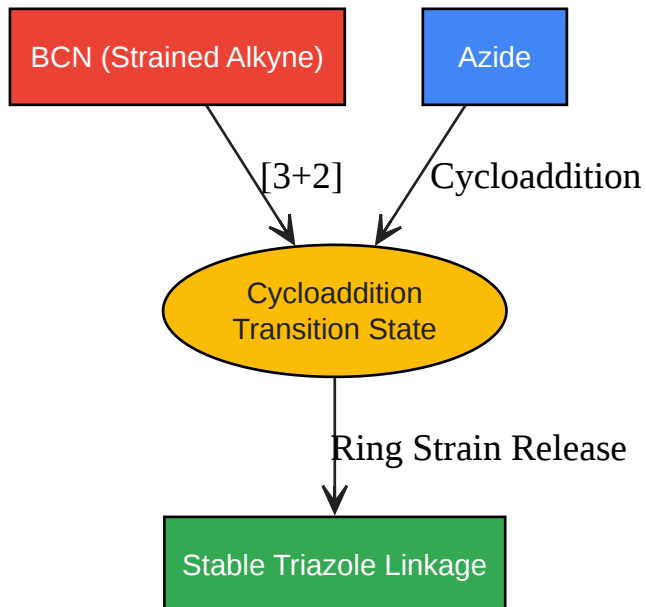 BCN (Strained Alkyne)
Azide
[3+2]
Cycloaddition
Cycloaddition
Transition State
Ring Strain Release
Stable Triazole Linkage